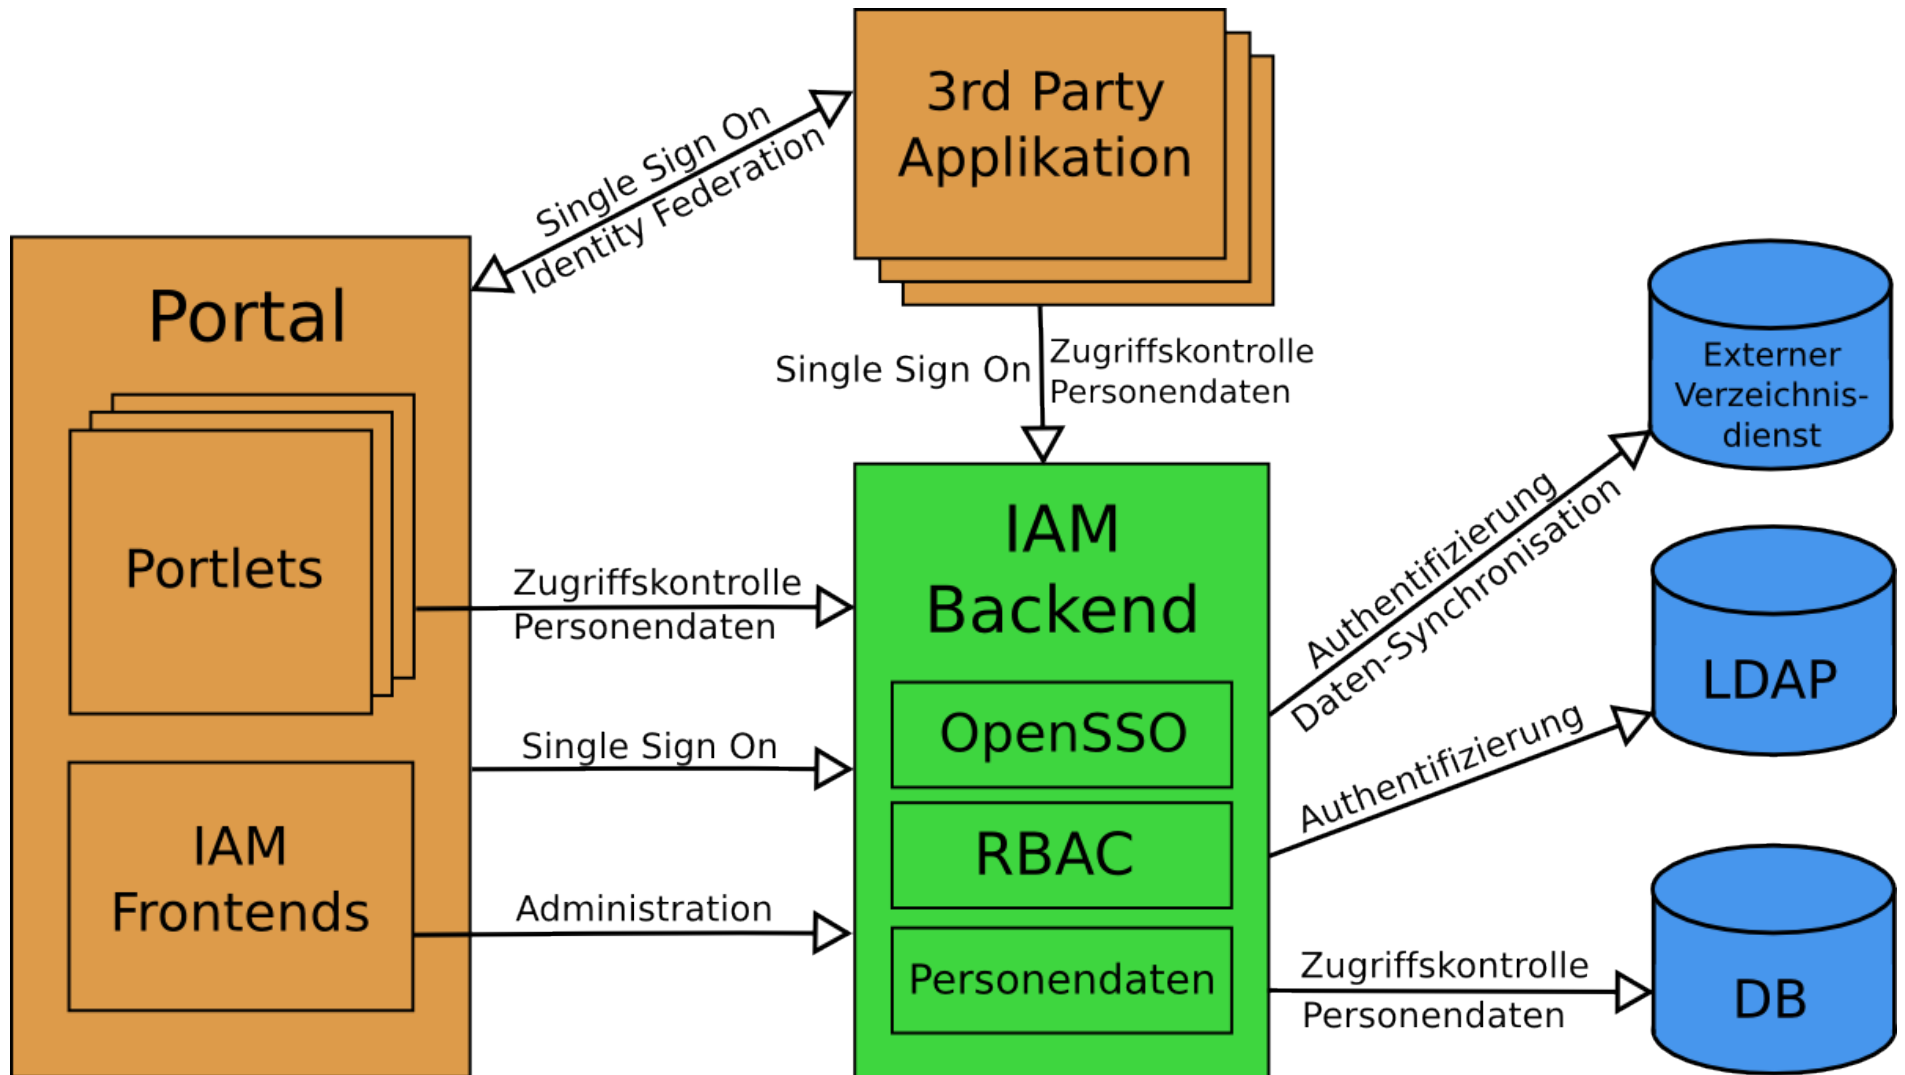 3rd Party
Applikation
Single Sign On
Identity Federation
Portal
Single Sign On
Zugriffskontrolle
Personendaten
Externer
Verzeichnis-
dienst
Portlets
Zugriffskontrolle
Personendaten
IAM
Backend
Authentifizierung
Daten-Synchronisation
LDAP
OpenSSO
Single Sign On
Authentifizierung
IAM
Frontends
RBAC
Administration
Personendaten
Zugriffskontrolle
Personendaten
DB